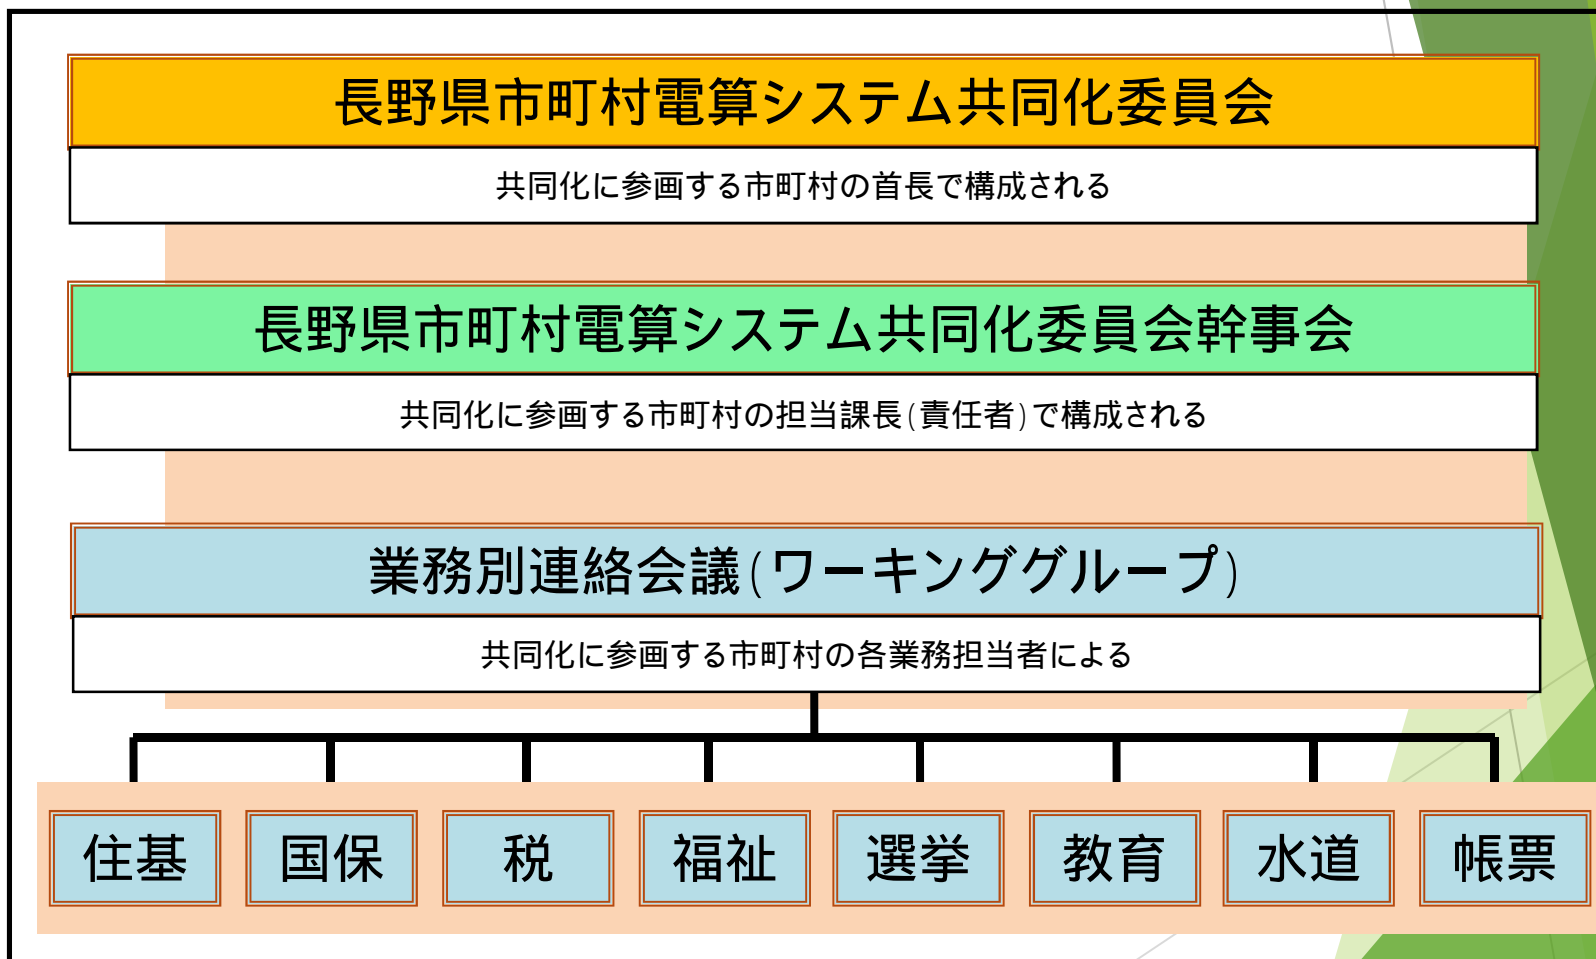 長野県市町村電算システム共同化委員会
共同化に参画する市町村の首長で構成される
長野県市町村電算システム共同化委員会幹事会
共同化に参画する市町村の担当課長(責任者)で構成される
業務別連絡会議(ワーキンググループ)
共同化に参画する市町村の各業務担当者による
住基 国保 税 福祉 選挙 教育 水道 帳票